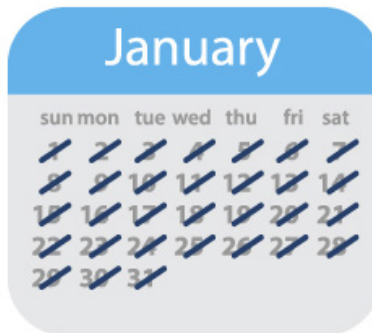 January
sun mon tue wed thu fri sat
1 2 3 4 5 6 7
8 9 10 11 12 13 14
15 16 17 18 19 20 21
22 23 24 25 26 27 28
29 30 31